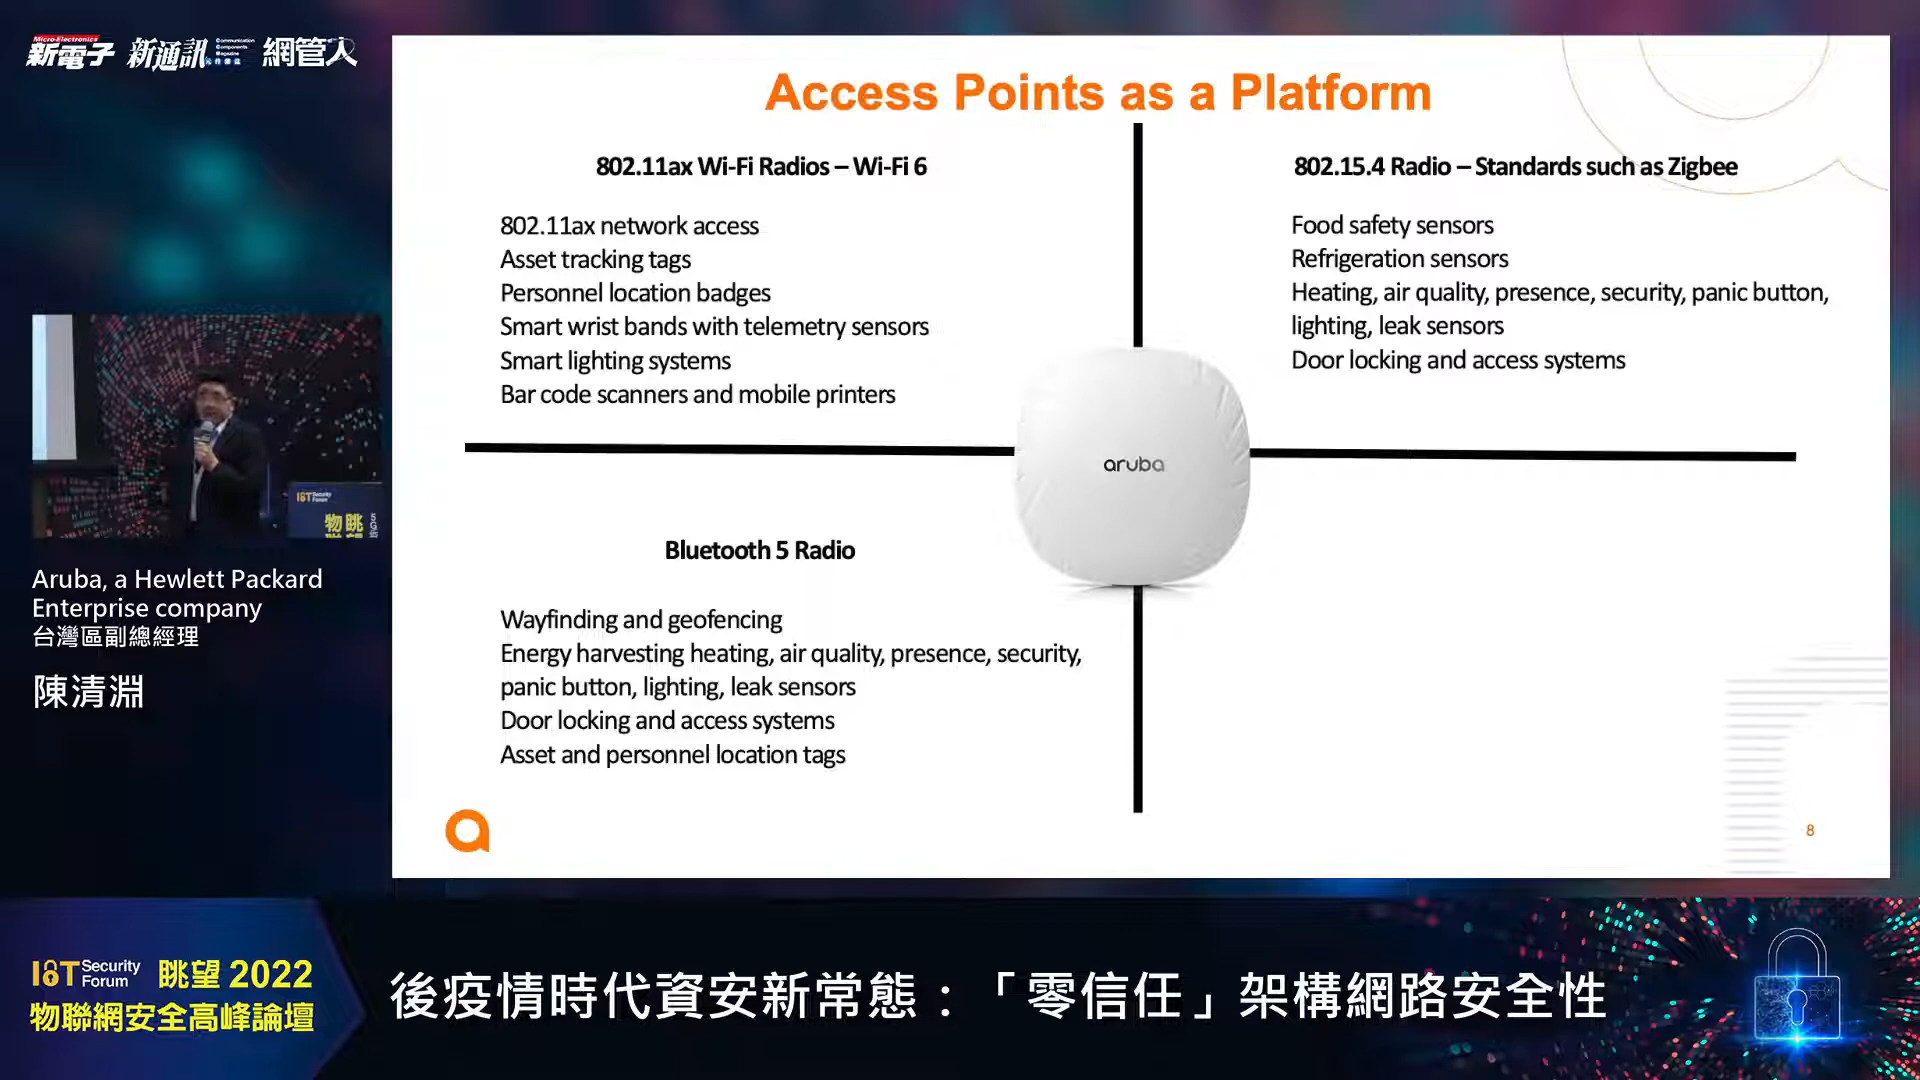 Micro-Electronics
新電子 新通訊 網管人
Access Points as a Platform
802.11ax Wi-Fi Radios – Wi-Fi 6
802.11ax network access
Asset tracking tags
Personnel location badges
Smart wrist bands with telemetry sensors
Smart lighting systems
Bar code scanners and mobile printers
802.15.4 Radio – Standards such as Zigbee
Food safety sensors
Refrigeration sensors
Heating, air quality, presence, security, panic button,
lighting, leak sensors
Door locking and access systems
aruba
Bluetooth 5 Radio
Wayfinding and geofencing
Energy harvesting heating, air quality, presence, security,
panic button, lighting, leak sensors
Door locking and access systems
Asset and personnel location tags
8
IoT Security Forum
物眺
Aruba, a Hewlett Packard
Enterprise company
台灣區副總經理
陳清淵
IoT Security Forum 眺望 2022
物聯網安全高峰論壇
後疫情時代資安新常態：「零信任」架構網路安全性